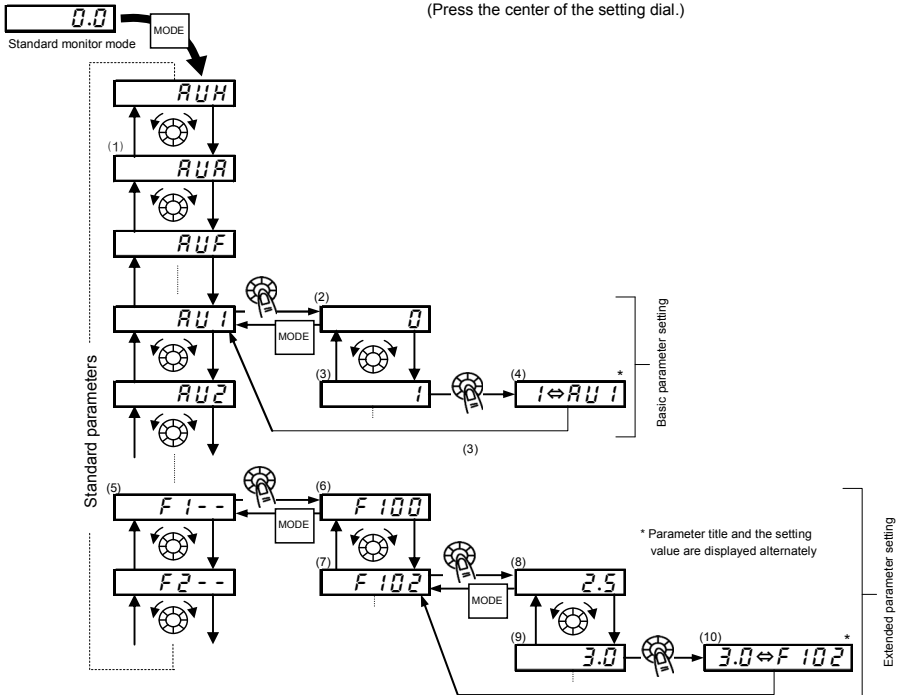 (Press the center of the setting dial.)
0.0
MODE
Standard monitor mode
AUH
(1)
AUA
AUF
(2)
AU1
0
MODE
(3)
(4)
*
AU2
1
1⇔AU1
(3)
Basic parameter setting
Standard parameters
(5)
(6)
F1--
F100
MODE
* Parameter title and the setting
value are displayed alternately
(7)
(8)
F2--
F102
2.5
MODE
(9)
(10)
*
3.0
3.0⇔F102
Extended parameter setting